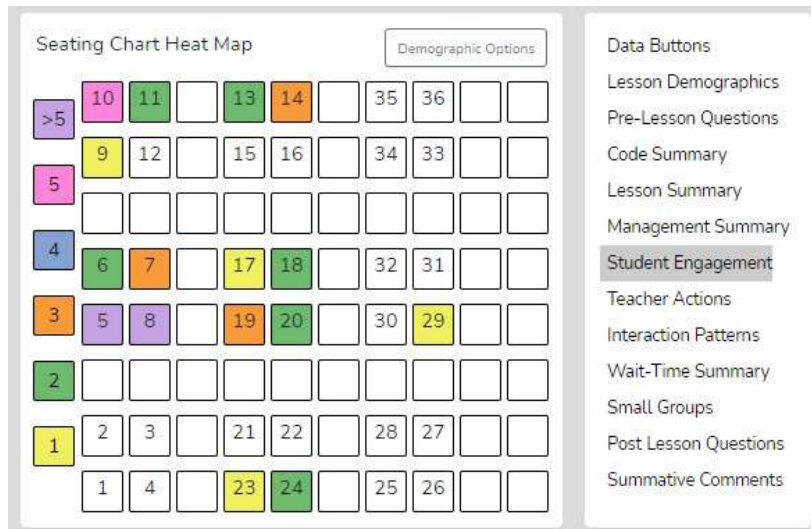 Seating Chart Heat Map
Demographic Options
>5
5
4
3
2
1
10 11 13 14 35 36
9 12 15 16 34 33
6 7 17 18 32 31
5 8 19 20 30 29
2 3 21 22 28 27
1 4 23 24 25 26
Data Buttons
Lesson Demographics
Pre-Lesson Questions
Code Summary
Lesson Summary
Management Summary
Student Engagement
Teacher Actions
Interaction Patterns
Wait-Time Summary
Small Groups
Post Lesson Questions
Summative Comments